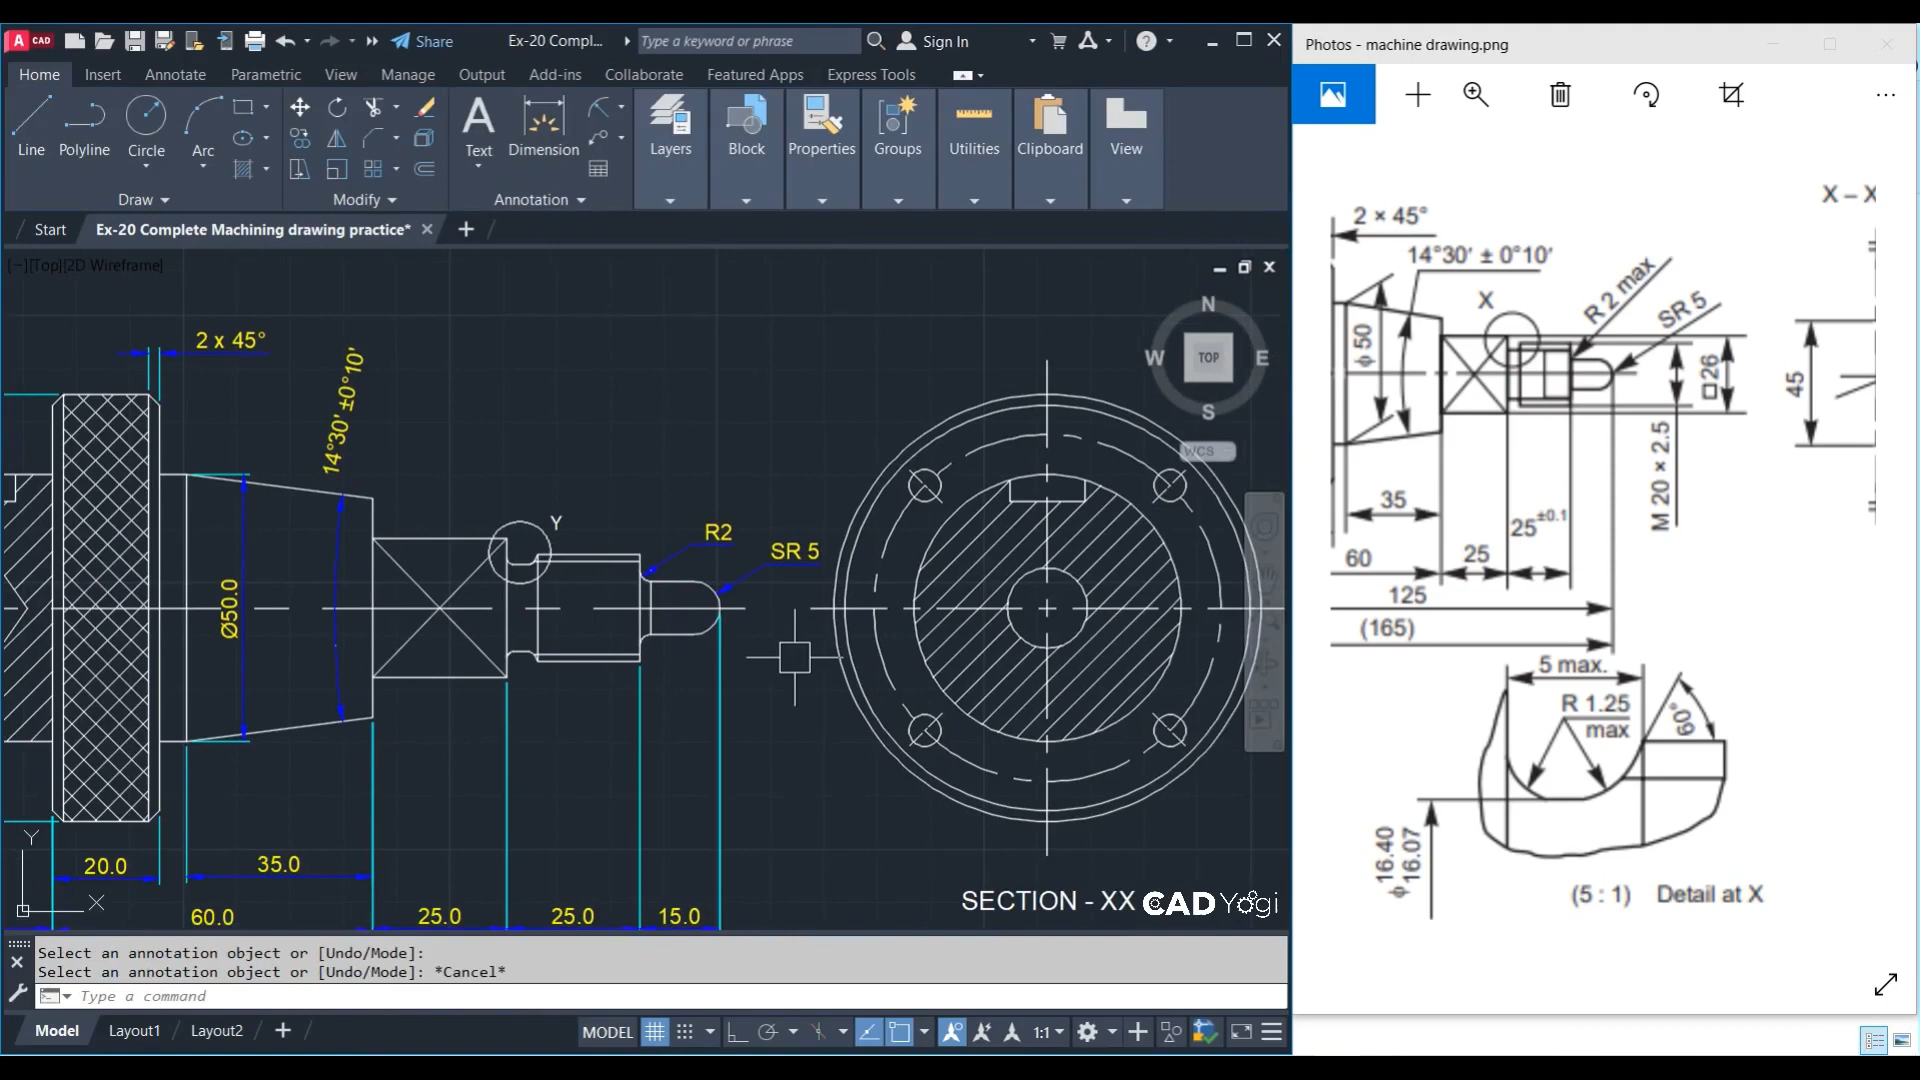 A CAD
Share
Ex-20 Compl...
Type a keyword or phrase
Sign In
Photos - machine drawing.png
Home Insert Annotate Parametric View Manage Output Add-ins Collaborate Featured Apps Express Tools
Line Polyline Circle Arc
Text Dimension
Layers Block Properties Groups Utilities Clipboard View
Draw Modify Annotation
Start Ex-20 Complete Machining drawing practice*
[−][Top][2D Wireframe]
N
W TOP E
S
WCS
2 x 45°
14°30' ±0°10'
Ø50.0
Y
R2
SR 5
20.0
35.0
60.0
25.0
25.0
15.0
Y
X
SECTION - XX
CAD Yogi
Select an annotation object or [Undo/Mode]:
Select an annotation object or [Undo/Mode]: *Cancel*
Type a command
Model Layout1 Layout2
MODEL
1:1
X – X
2 × 45°
14°30' ± 0°10'
X
R 2 max
SR 5
ϕ 50
□26
45
M 20 × 2.5
35
25 ±0.1
60
25
125
(165)
5 max.
R 1.25
max
60°
ϕ 16.40
16.07
(5 : 1) Detail at X